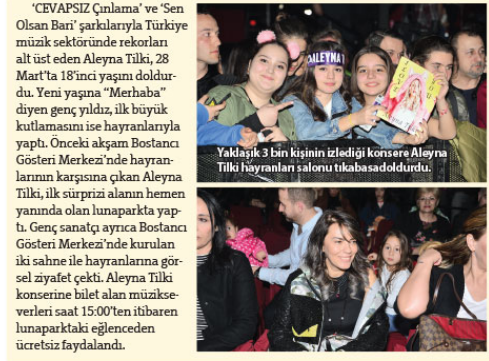 ‘CEVAPSIZ Çınlama’ ve ‘Sen
Olsan Bari’ şarkılarıyla Türkiye
müzik sektöründe rekorları
alt üst eden Aleyna Tilki, 28
Mart’ta 18’inci yaşını doldur-
du. Yeni yaşına “Merhaba”
diyen genç yıldız, ilk büyük
kutlamasını ise hayranlarıyla
yaptı. Önceki akşam Bostancı
Gösteri Merkezi’nde hayran-
larının karşısına çıkan Aleyna
Tilki, ilk sürprizi alanın hemen
yanında olan lunaparkta yap-
tı. Genç sanatçı ayrıca Bostancı
Gösteri Merkezi’nde kurulan
iki sahne ile hayranlarına gör-
sel ziyafet çekti. Aleyna Tilki
konserine bilet alan müzikse-
verleri saat 15:00’ten itibaren
lunaparktaki eğlenceden
ücretsiz faydalandı.
ALEYNA T
Yaklaşık 3 bin kişinin izlediği konsere Aleyna
Tilki hayranları salonu tıkabasadoldurdu.